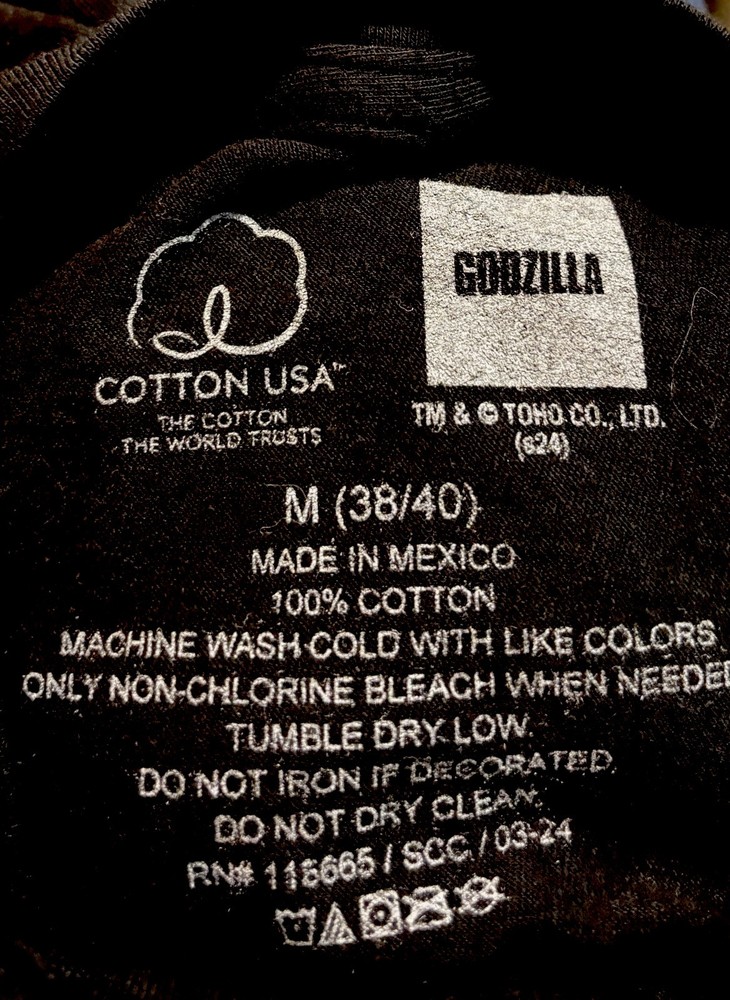 COTTON USA™
THE COTTON
THE WORLD TRUSTS
GODZILLA
TM & © TOHO CO., LTD.
(s24)
M (38/40)
MADE IN MEXICO
100% COTTON
MACHINE WASH COLD WITH LIKE COLORS
ONLY NON-CHLORINE BLEACH WHEN NEEDED
TUMBLE DRY LOW.
DO NOT IRON IF DECORATED.
DO NOT DRY CLEAN.
RN# 118665 / SCC / 03-24